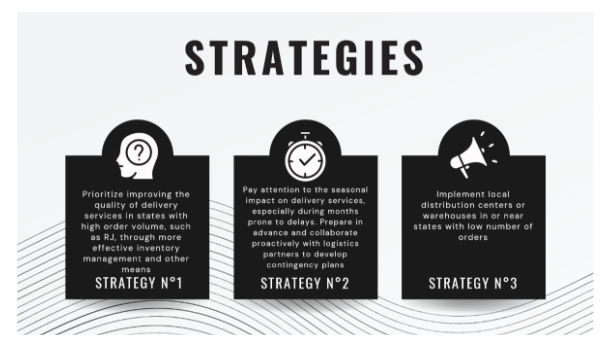 STRATEGIES
Prioritize improving the
quality of delivery
services in states with
high order volume, such
as RJ, through more
effective inventory
management and other
means
STRATEGY N°1
Pay attention to the seasonal
impact on delivery services,
especially during months
prone to delays. Prepare in
advance and collaborate
proactively with logistics
partners to develop
contingency plans
STRATEGY N°2
Implement local
distribution centers or
warehouses in or near
states with low number of
orders
STRATEGY N°3